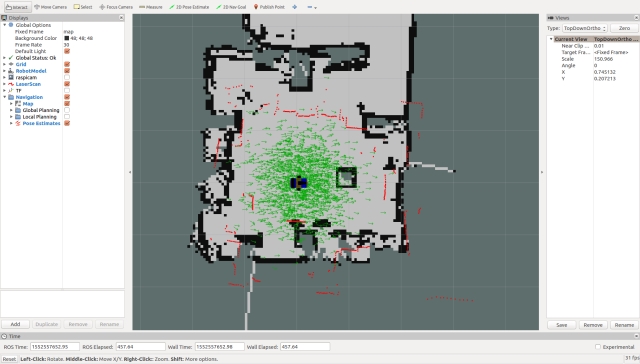 Interact Move Camera Select Focus Camera Measure 2D Pose Estimate 2D Nav Goal Publish Point
Displays
Global Options
Fixed Frame map
Background Color 48; 48; 48
Frame Rate 30
Default Light
Global Status: Ok
Grid
RobotModel
raspicam
LaserScan
TF
Navigation
Map
Global Planning
Local Planning
Pose Estimates
Add Duplicate Remove Rename
Views
Type: TopDownOrtho Zero
Current View TopDownOrtho ...
Near Clip ... 0.01
Target Fra... <Fixed Frame>
Scale 150.966
Angle 0
X 0.745132
Y 0.207213
Save Remove Rename
Time
ROS Time: 1552557652.95 ROS Elapsed: 457.64 Wall Time: 1552557652.98 Wall Elapsed: 457.64 Experimental
Reset Left-Click: Rotate. Middle-Click: Move X/Y. Right-Click: Zoom. Shift: More options. 31 fps